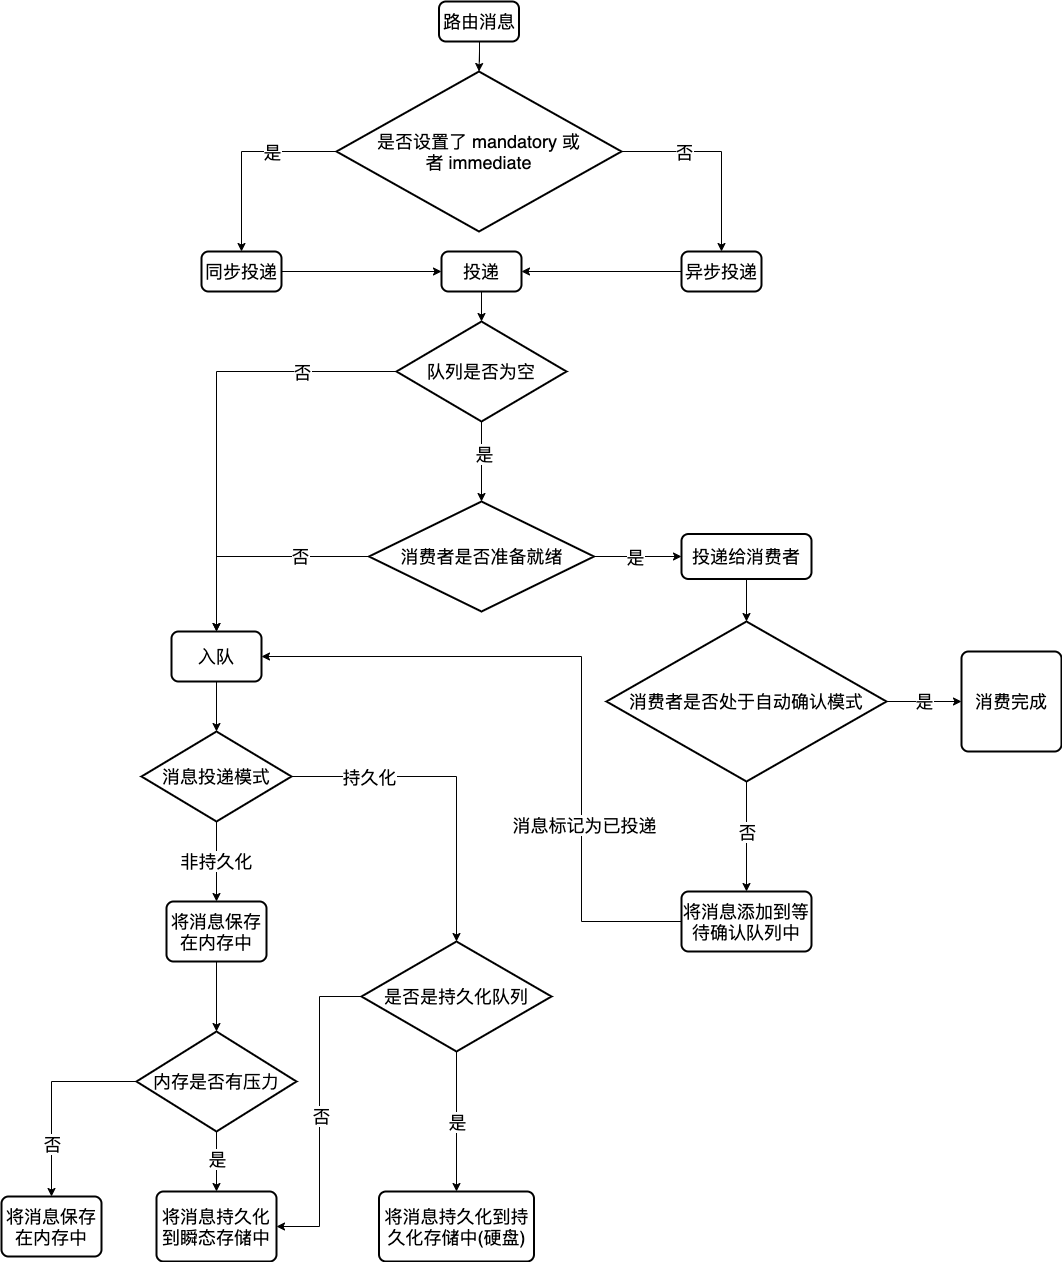 路由消息
是否设置了 mandatory 或
者 immediate
是
否
同步投递
投递
异步投递
队列是否为空
否
是
消费者是否准备就绪
否
是
投递给消费者
入队
消费者是否处于自动确认模式
是
消费完成
消息投递模式
持久化
消息标记为已投递
否
非持久化
将消息保存
在内存中
将消息添加到等
待确认队列中
是否是持久化队列
内存是否有压力
否
是
否
是
将消息保存
在内存中
将消息持久化
到瞬态存储中
将消息持久化到持
久化存储中(硬盘)